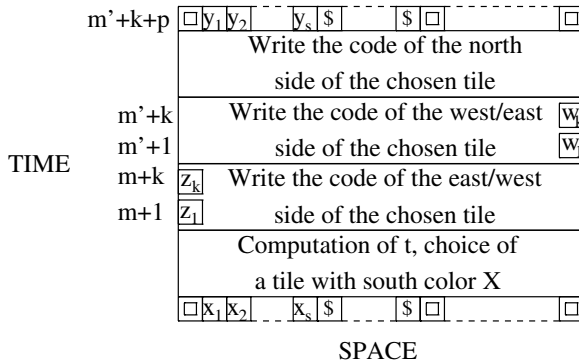 m'+k+p □ y₁ y₂ yₛ $ $ □ □
Write the code of the north
side of the chosen tile
m'+k Write the code of the west/east wₖ
m'+1 side of the chosen tile w₁
TIME
m+k zₖ Write the code of the east/west
m+1 z₁ side of the chosen tile
Computation of t, choice of
a tile with south color X
□ x₁ x₂ xₛ $ $ □ □
SPACE